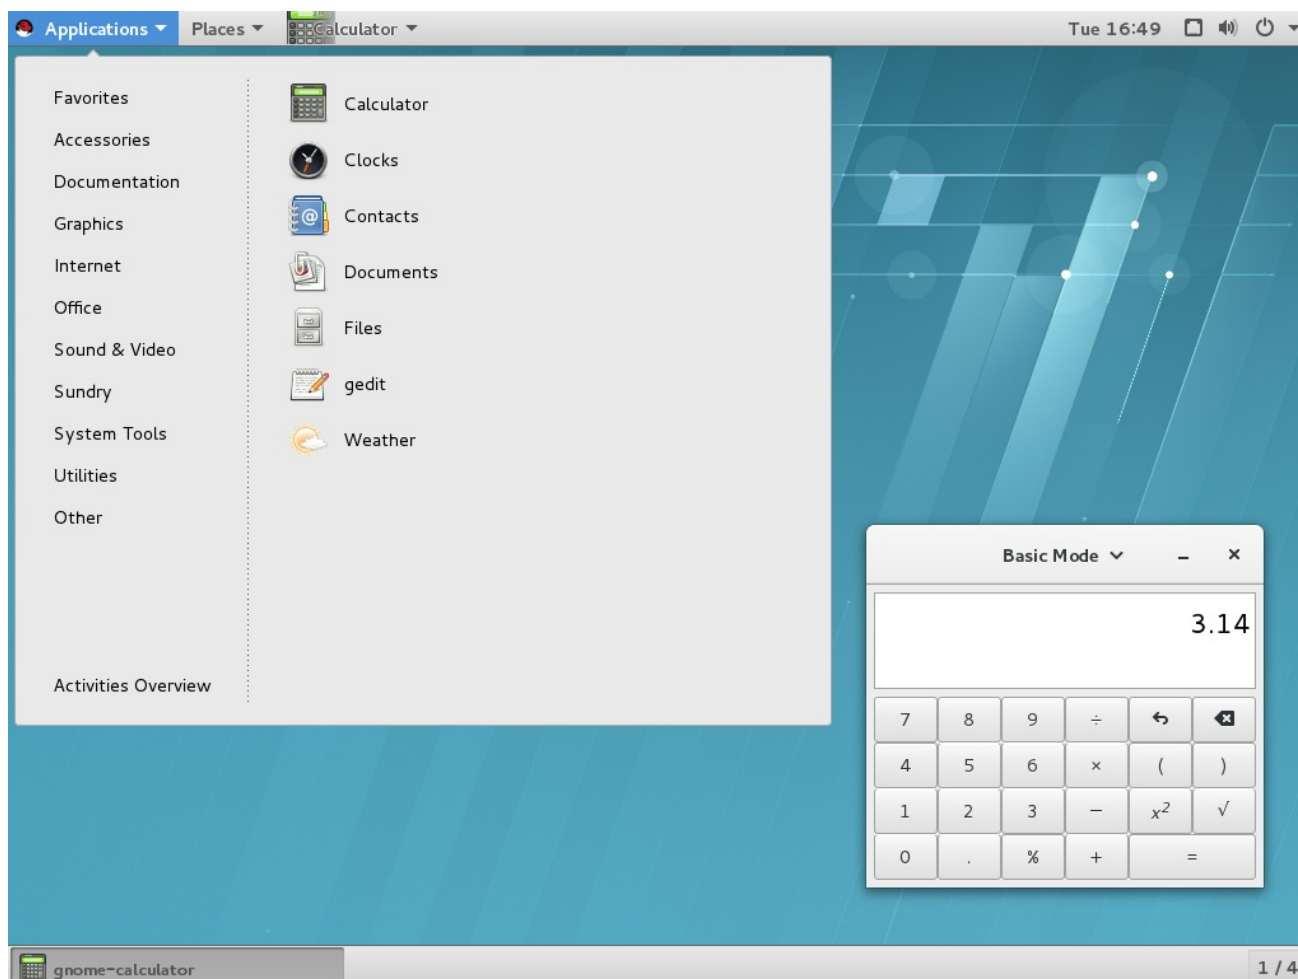 Applications Places Calculator Tue 16:49
Favorites
Accessories
Documentation
Graphics
Internet
Office
Sound & Video
Sundry
System Tools
Utilities
Other
Activities Overview
Calculator
Clocks
Contacts
Documents
Files
gedit
Weather
Basic Mode
3.14
7 8 9 ÷
4 5 6 × ( )
1 2 3 − x² √
0 . % + =
gnome-calculator
1 / 4